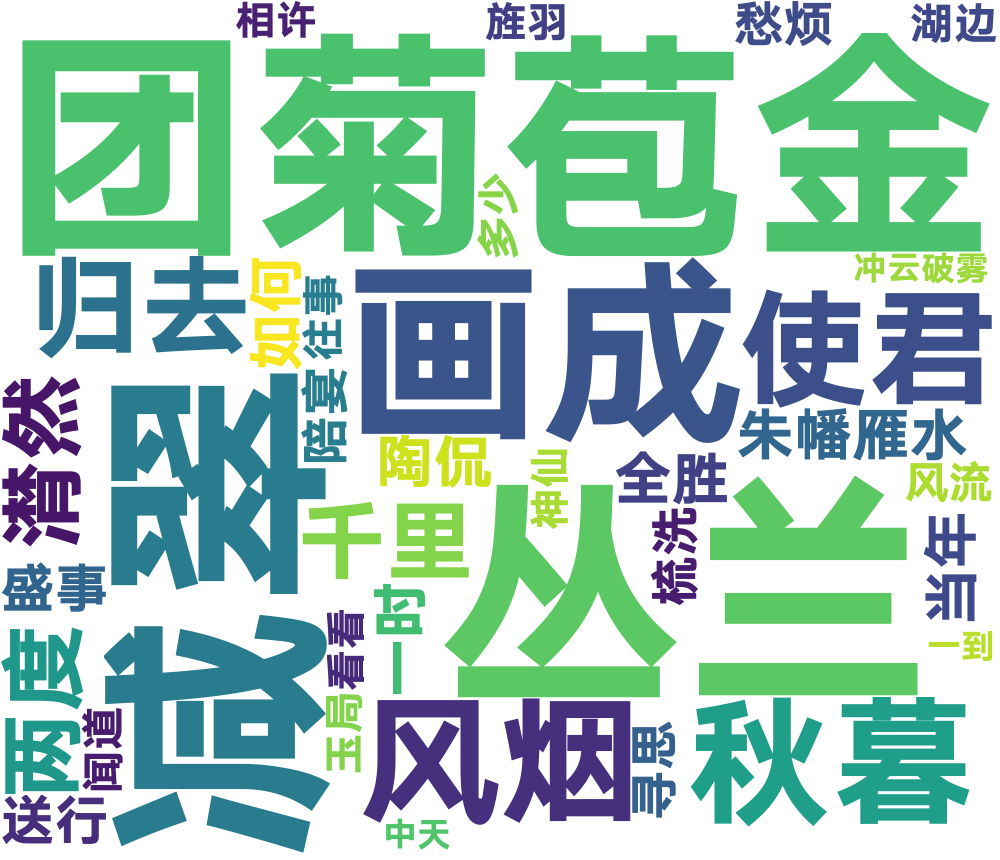 相许
旌羽
愁烦
湖边
团菊苞金
多少
冲云破雾
归去
如何
往事
画成
使君
潸然
减翠
陪宴
朱幡雁水
陶侃
神仙
全胜
风流
千里
丛兰
梳洗
当年
盛事
一时
看看
一到
两度
闻道
玉局
风烟
寻思
秋暮
送行
中天